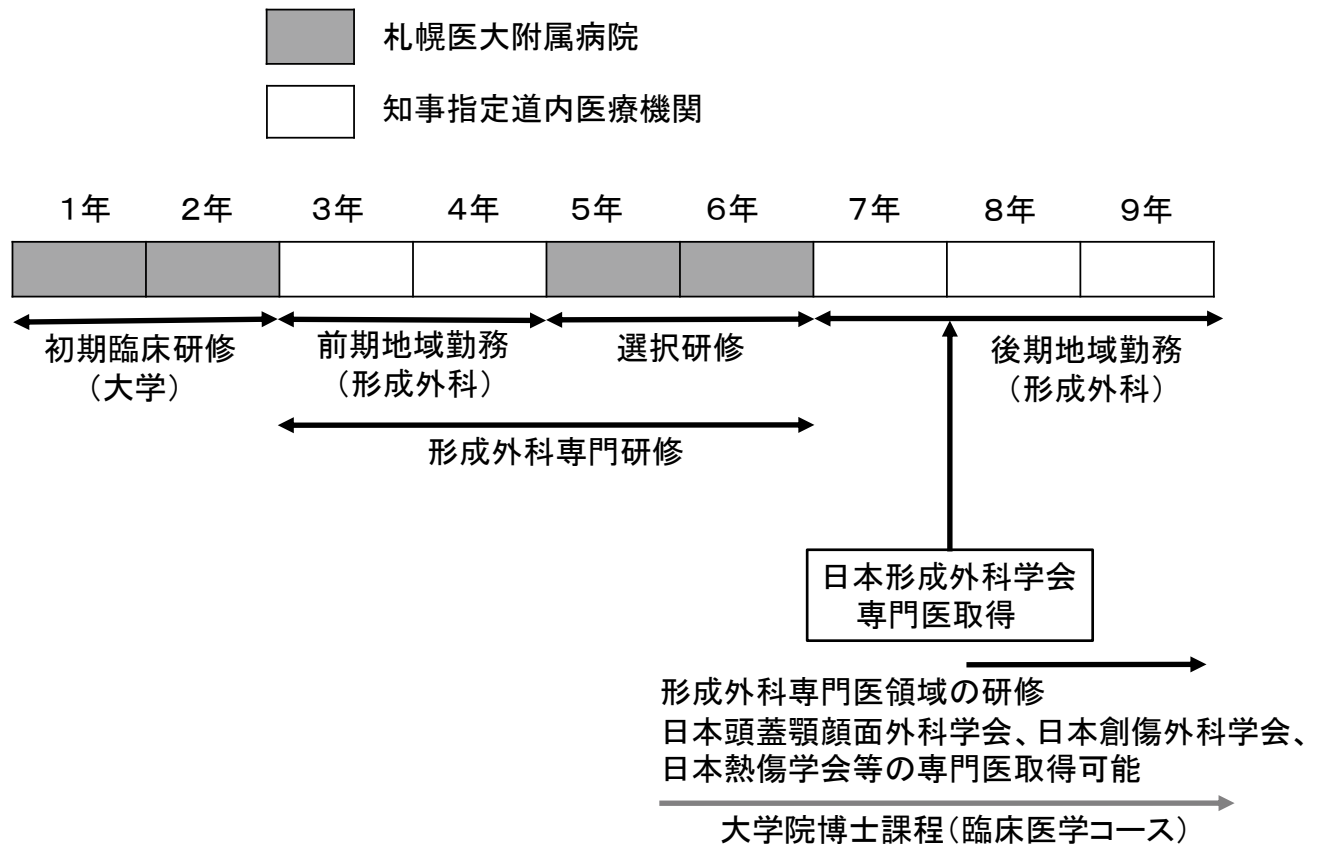 札幌医大附属病院
知事指定道内医療機関
1年 2年 3年 4年 5年 6年 7年 8年 9年
初期臨床研修
（大学）
前期地域勤務
（形成外科）
選択研修
後期地域勤務
（形成外科）
形成外科専門研修
日本形成外科学会
専門医取得
形成外科専門医領域の研修
日本頭蓋顎顔面外科学会、日本創傷外科学会、
日本熱傷学会等の専門医取得可能
大学院博士課程（臨床医学コース）